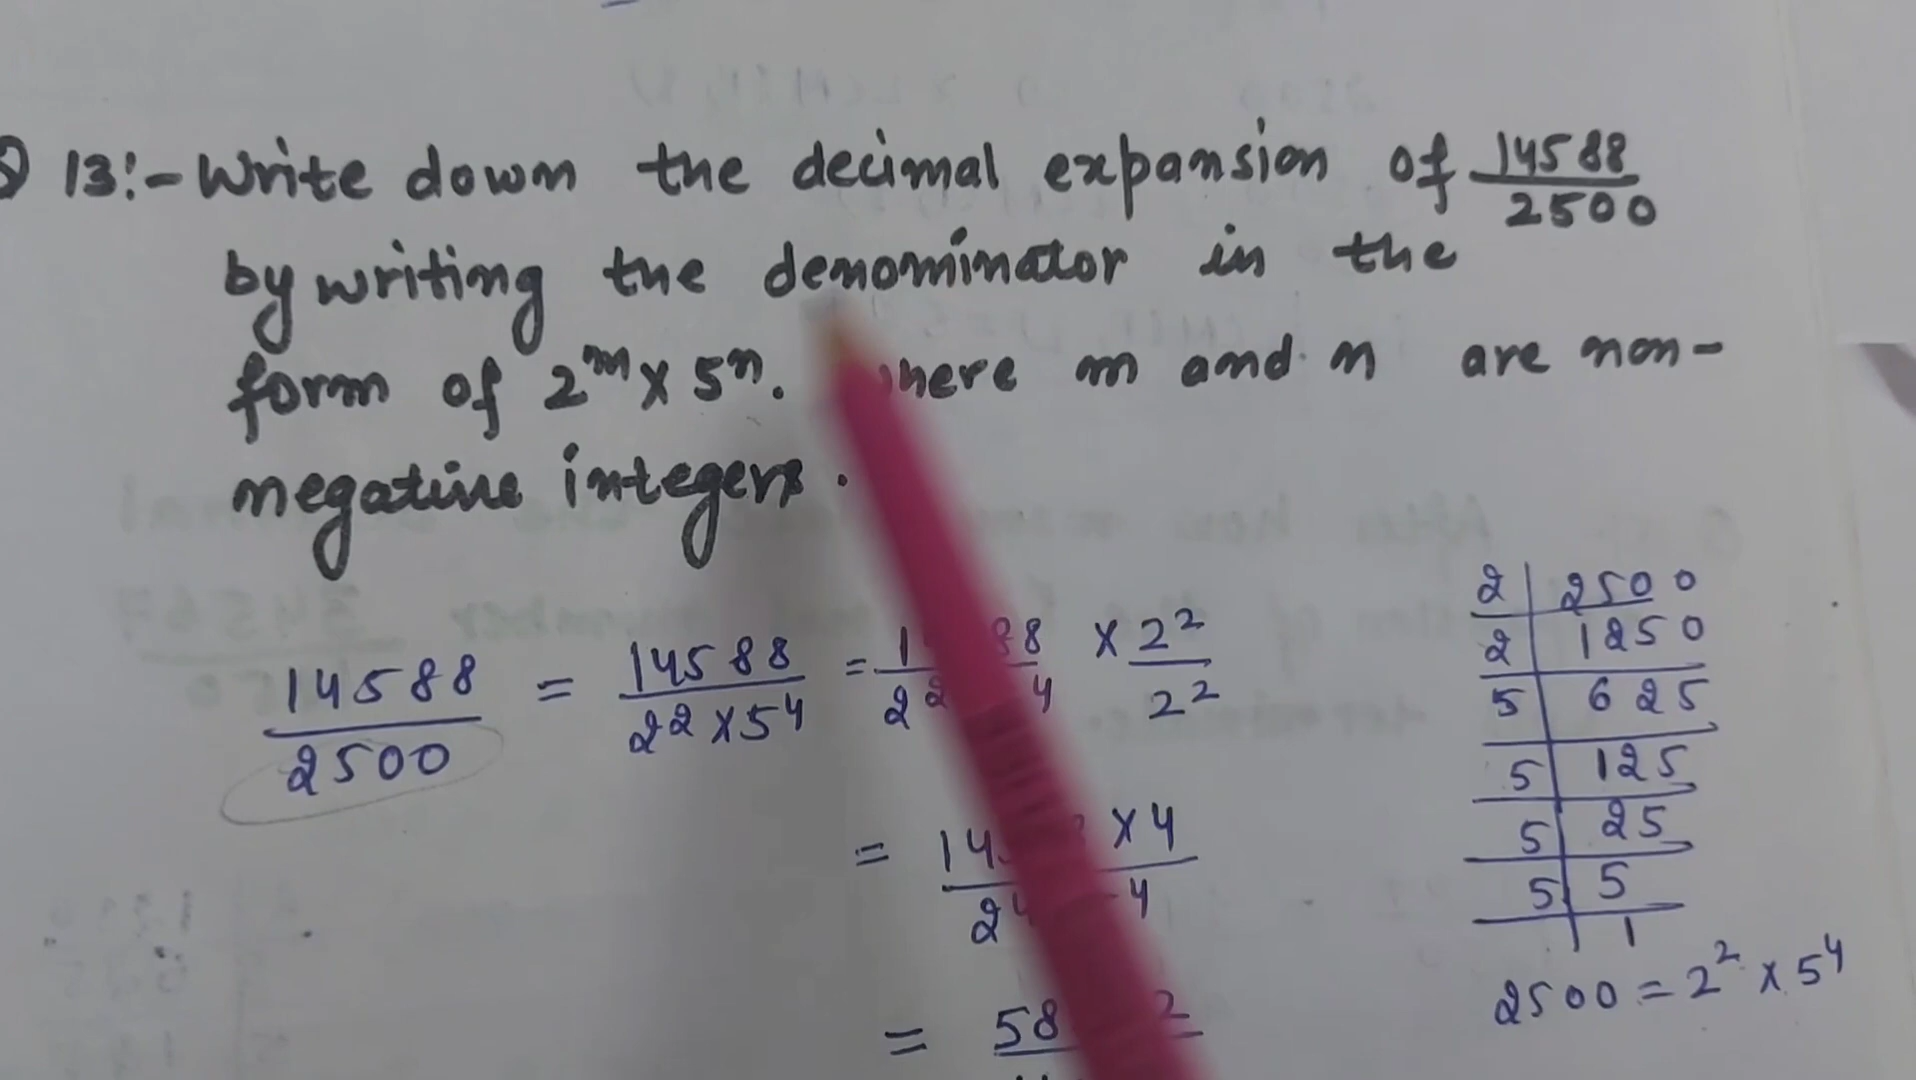 13:- Write down the decimal expansion of 14588/2500
by writing the denominator in the
form of 2^m x 5^n. where m and n are non-
negative integers.
14588/2500 = 14588/2^2 x 5^4 = x 2^2/2^2
= x 4
=
2 | 2500
2 | 1250
5 | 625
5 | 125
5 | 25
5 | 5
1
2500 = 2^2 x 5^4